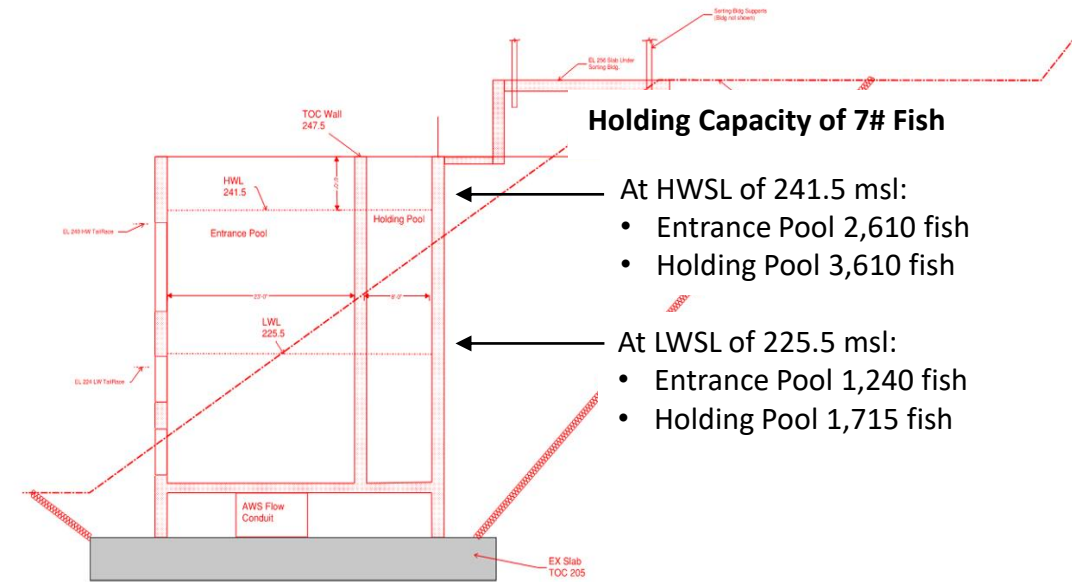 Sorting Bldg Supports
(Bldg not shown)
EL 256 Slab Under
Sorting Bldg.
Holding Capacity of 7# Fish
TOC Wall
247.5
HWL
241.5
At HWSL of 241.5 msl:
• Entrance Pool 2,610 fish
• Holding Pool 3,610 fish
Holding Pool
Entrance Pool
EL 240 HW TailRace
23'-0"
8'-0"
LWL
225.5
At LWSL of 225.5 msl:
• Entrance Pool 1,240 fish
• Holding Pool 1,715 fish
EL 224 LW TailRace
AWS Flow
Conduit
EX Slab
TOC 205